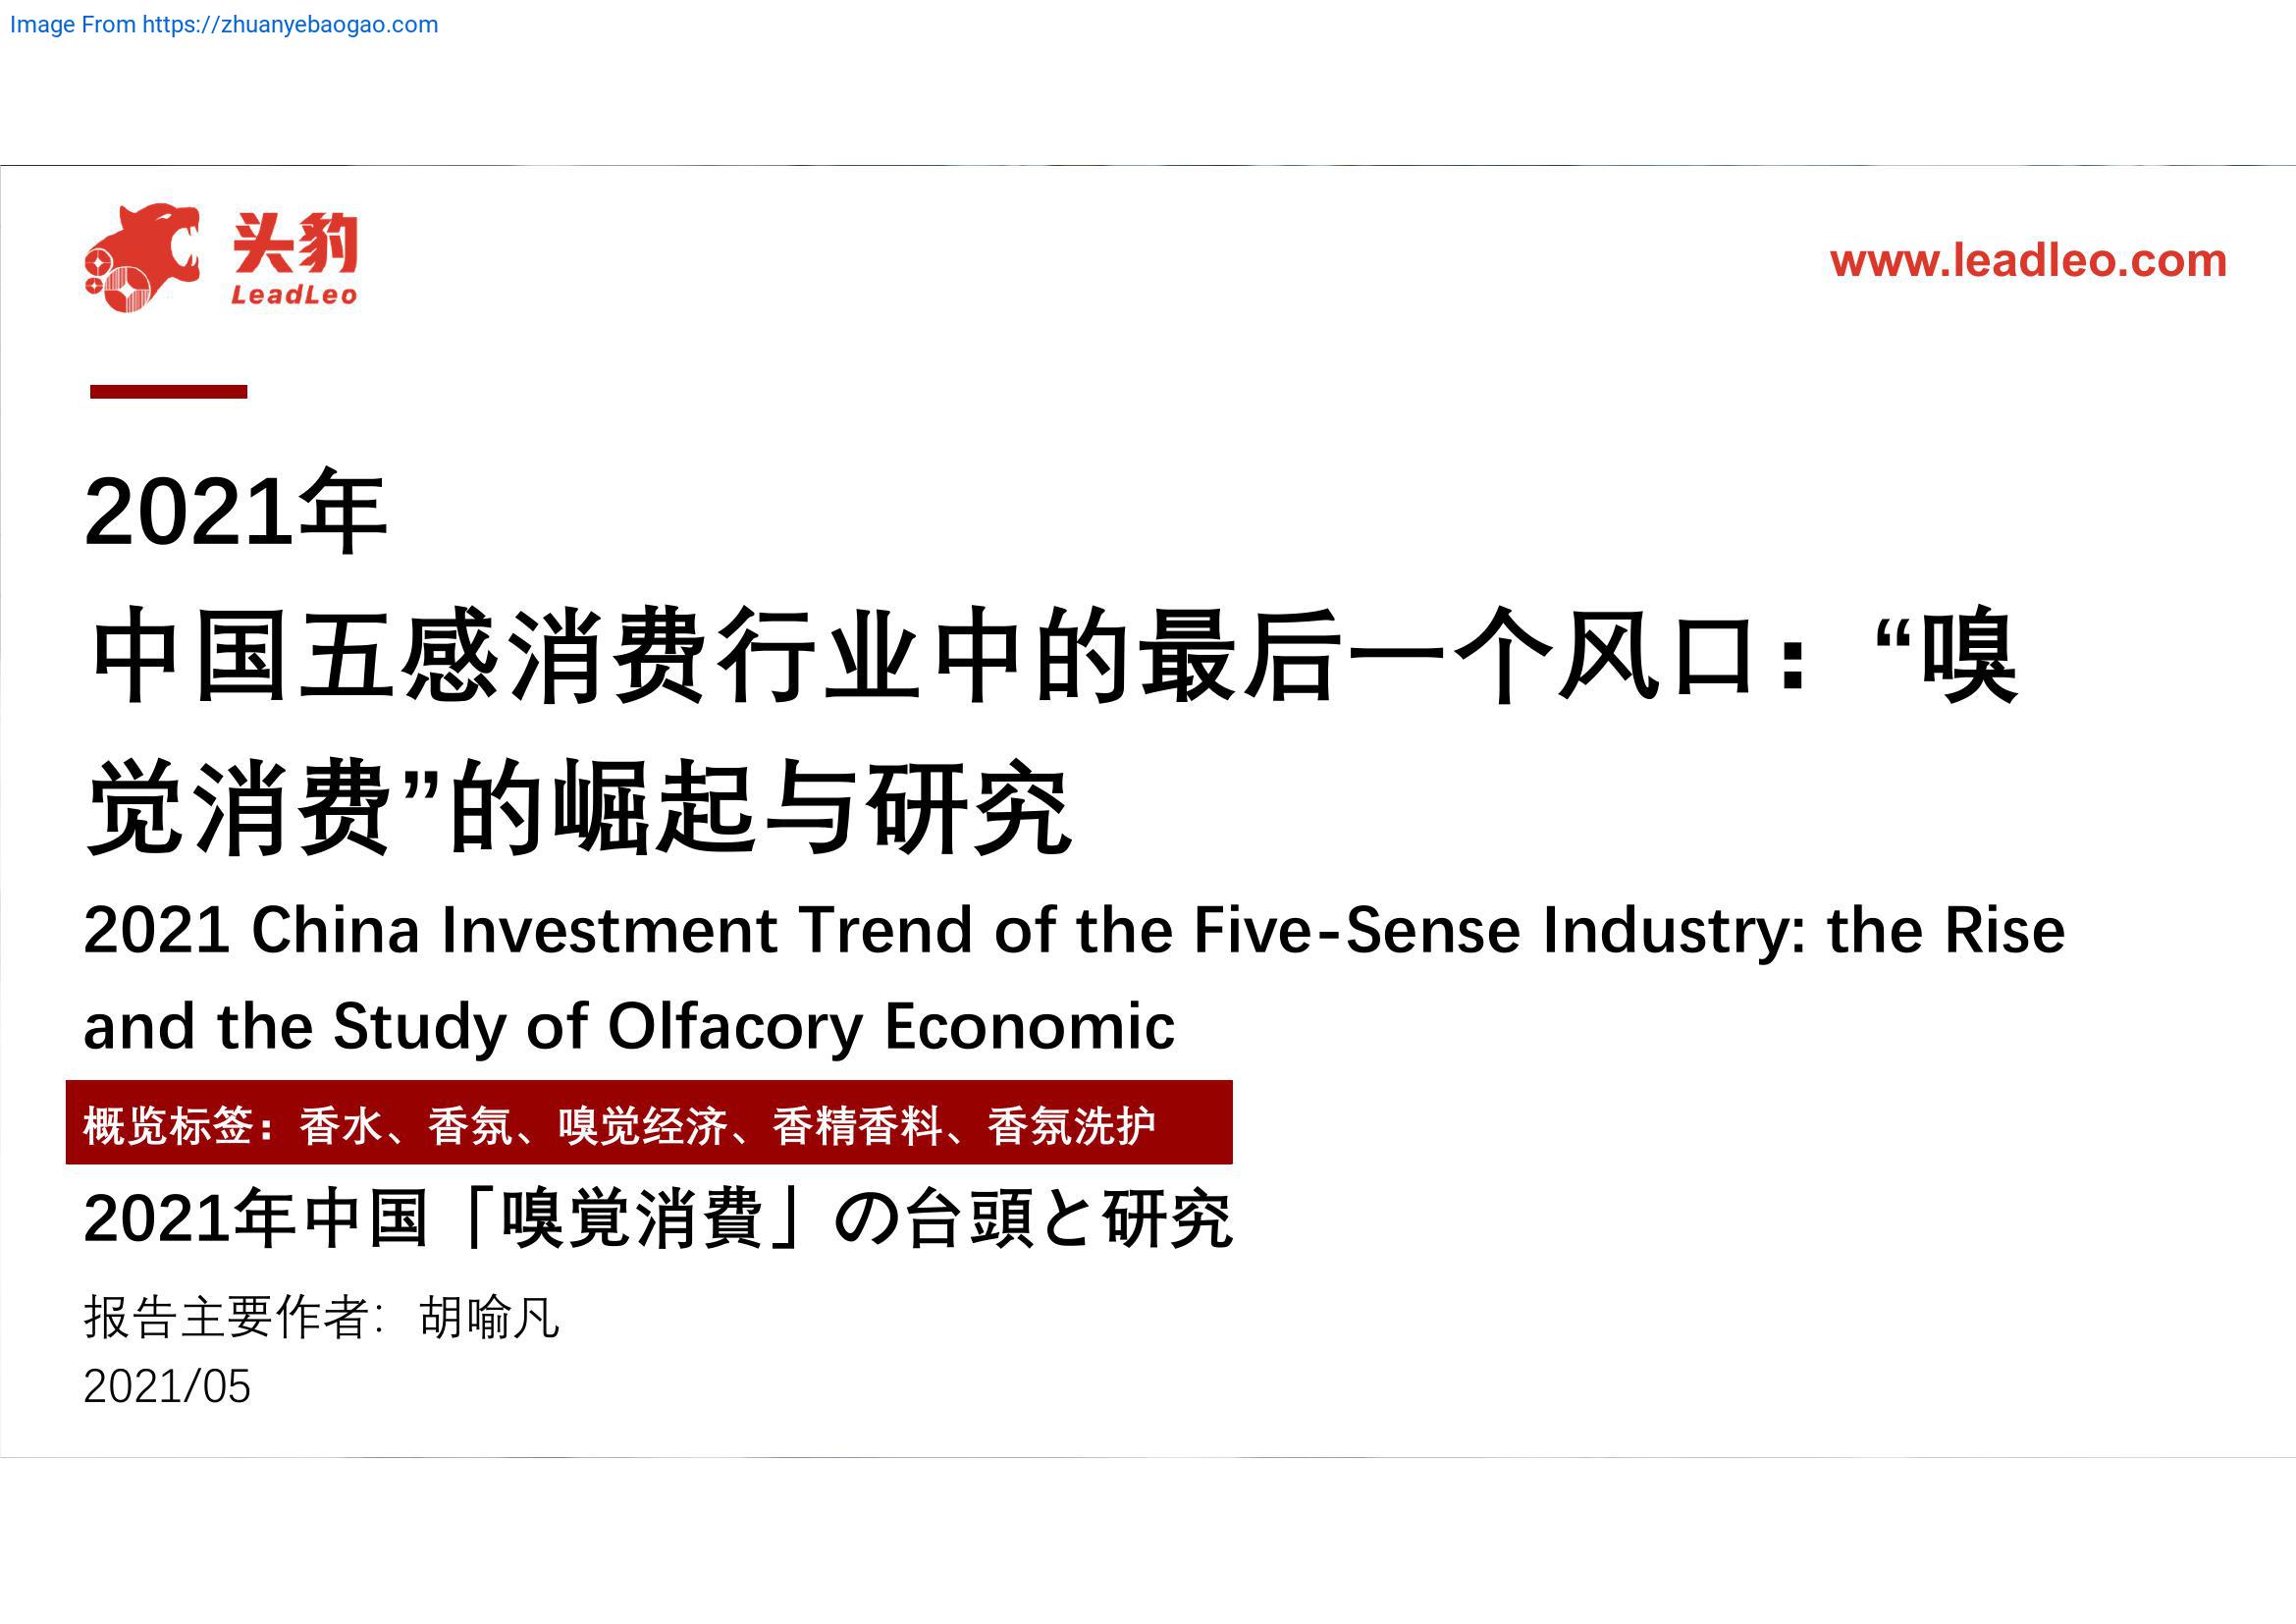 Image From https://zhuanyebaogao.com
头豹
LeadLeo
www.leadleo.com
2021年
中国五感消费行业中的最后一个风口：“嗅
觉消费”的崛起与研究
2021 China Investment Trend of the Five-Sense Industry: the Rise
and the Study of Olfacory Economic
概览标签：香水、香氛、嗅觉经济、香精香料、香氛洗护
2021年中国「嗅覚消費」の台頭と研究
报告主要作者：胡喻凡
2021/05